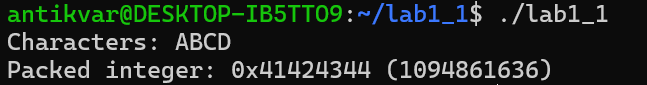 antikvar@DESKTOP-IB5TTO9:~/lab1_1$ ./lab1_1
Characters: ABCD
Packed integer: 0x41424344 (1094861636)